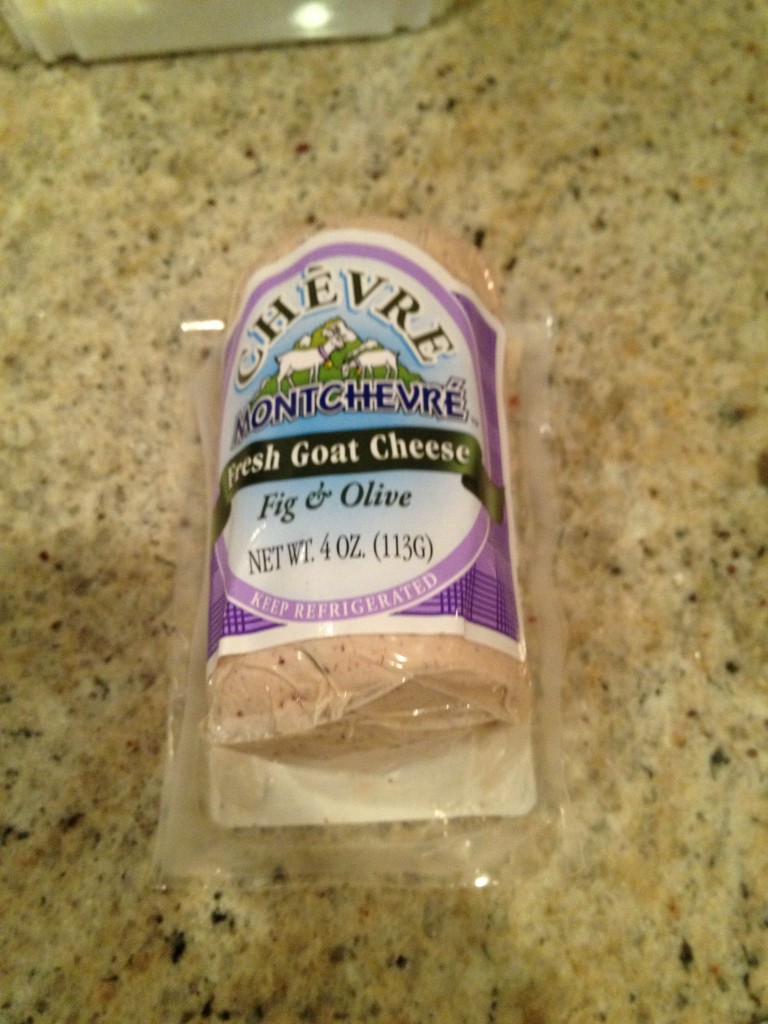 CHÈVRE
MONTCHEVRÉ
Fresh Goat Cheese
Fig & Olive
NET WT. 4 OZ. (113G)
KEEP REFRIGERATED